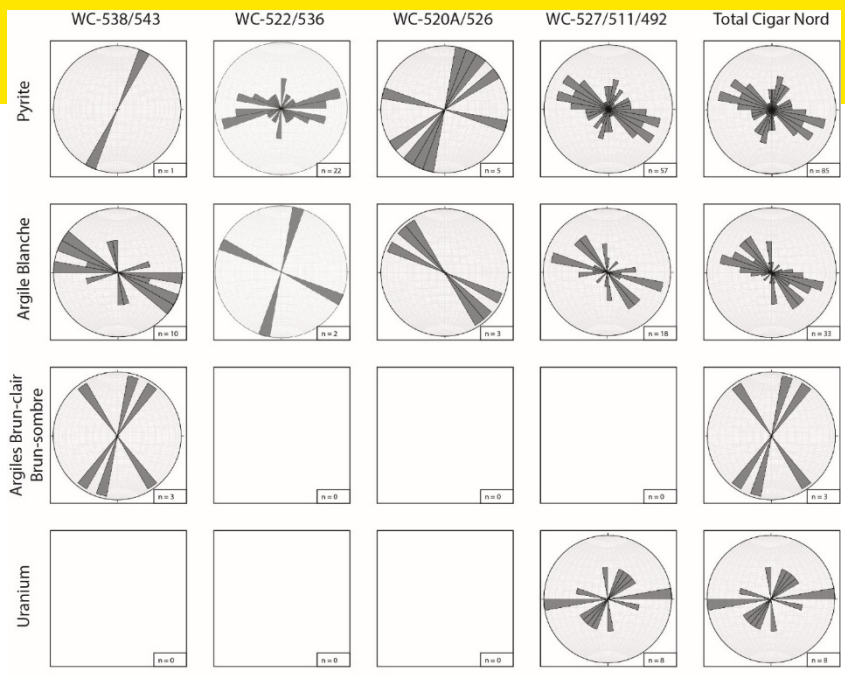 WC-538/543 WC-522/536 WC-520A/526 WC-527/511/492 Total Cigar Nord
Pyrite
n = 1 n = 22 n = 5 n = 57 n = 85
Argile Blanche
n = 10 n = 2 n = 3 n = 18 n = 33
Argiles Brun-clair
Brun-sombre
n = 3 n = 0 n = 0 n = 0 n = 3
Uranium
n = 0 n = 0 n = 0 n = 8 n = 8